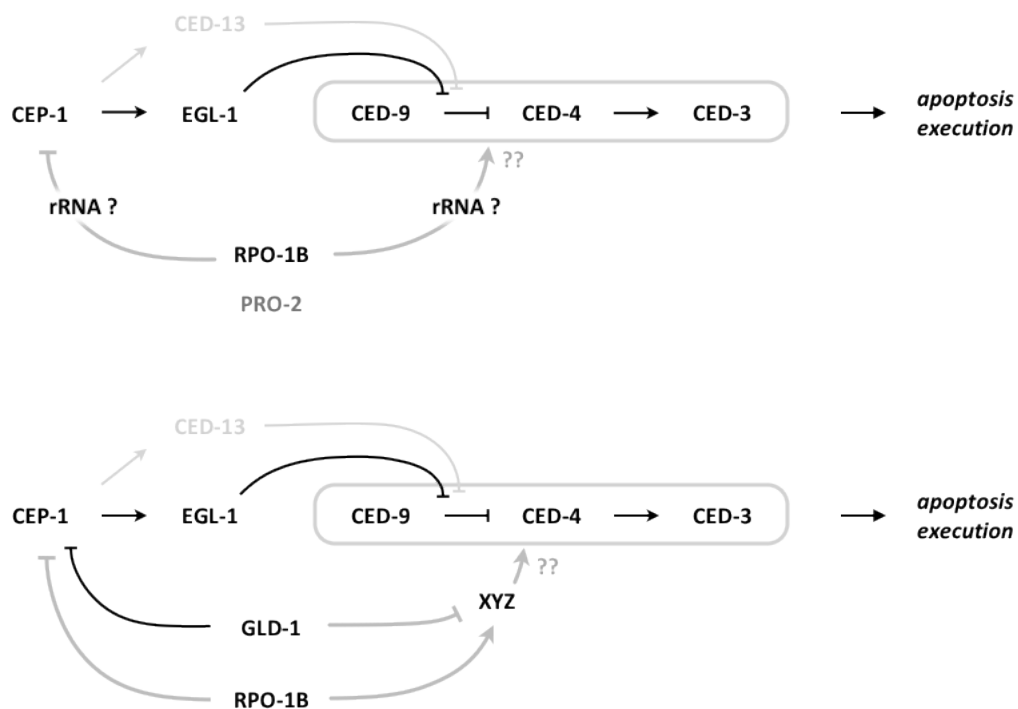 CED-13
CEP-1 EGL-1 CED-9 CED-4 CED-3 apoptosis
execution
??
rRNA ? rRNA ?
RPO-1B
PRO-2
CED-13
CEP-1 EGL-1 CED-9 CED-4 CED-3 apoptosis
execution
??
XYZ
GLD-1
RPO-1B